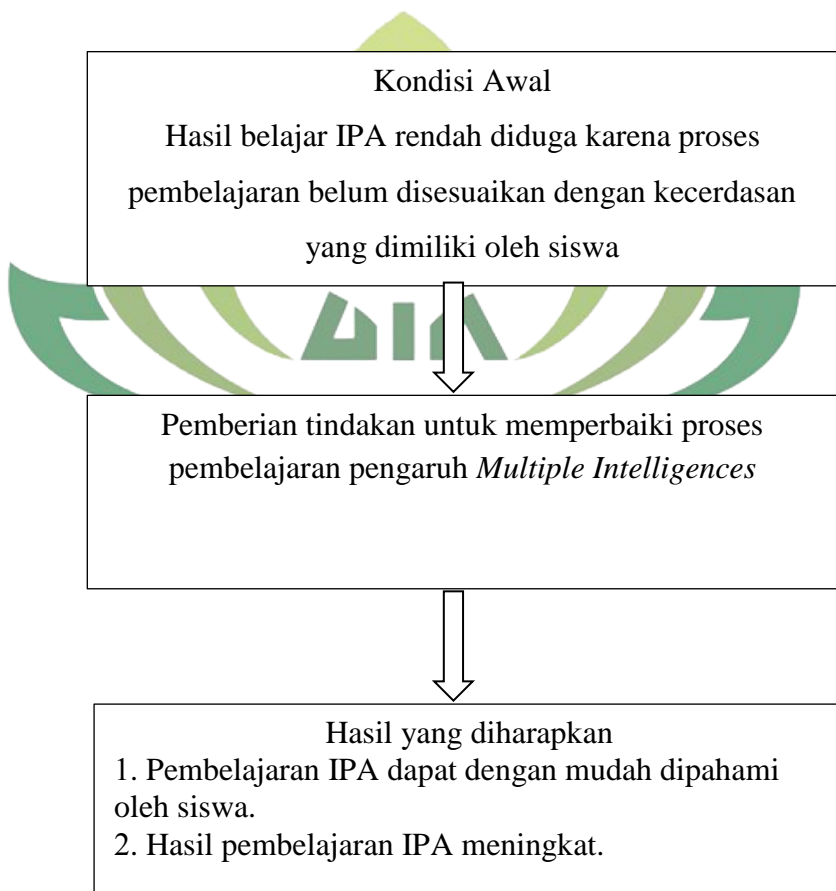 Kondisi Awal
Hasil belajar IPA rendah diduga karena proses
pembelajaran belum disesuaikan dengan kecerdasan
yang dimiliki oleh siswa
Pemberian tindakan untuk memperbaiki proses
pembelajaran pengaruh Multiple Intelligences
Hasil yang diharapkan
1. Pembelajaran IPA dapat dengan mudah dipahami
oleh siswa.
2. Hasil pembelajaran IPA meningkat.